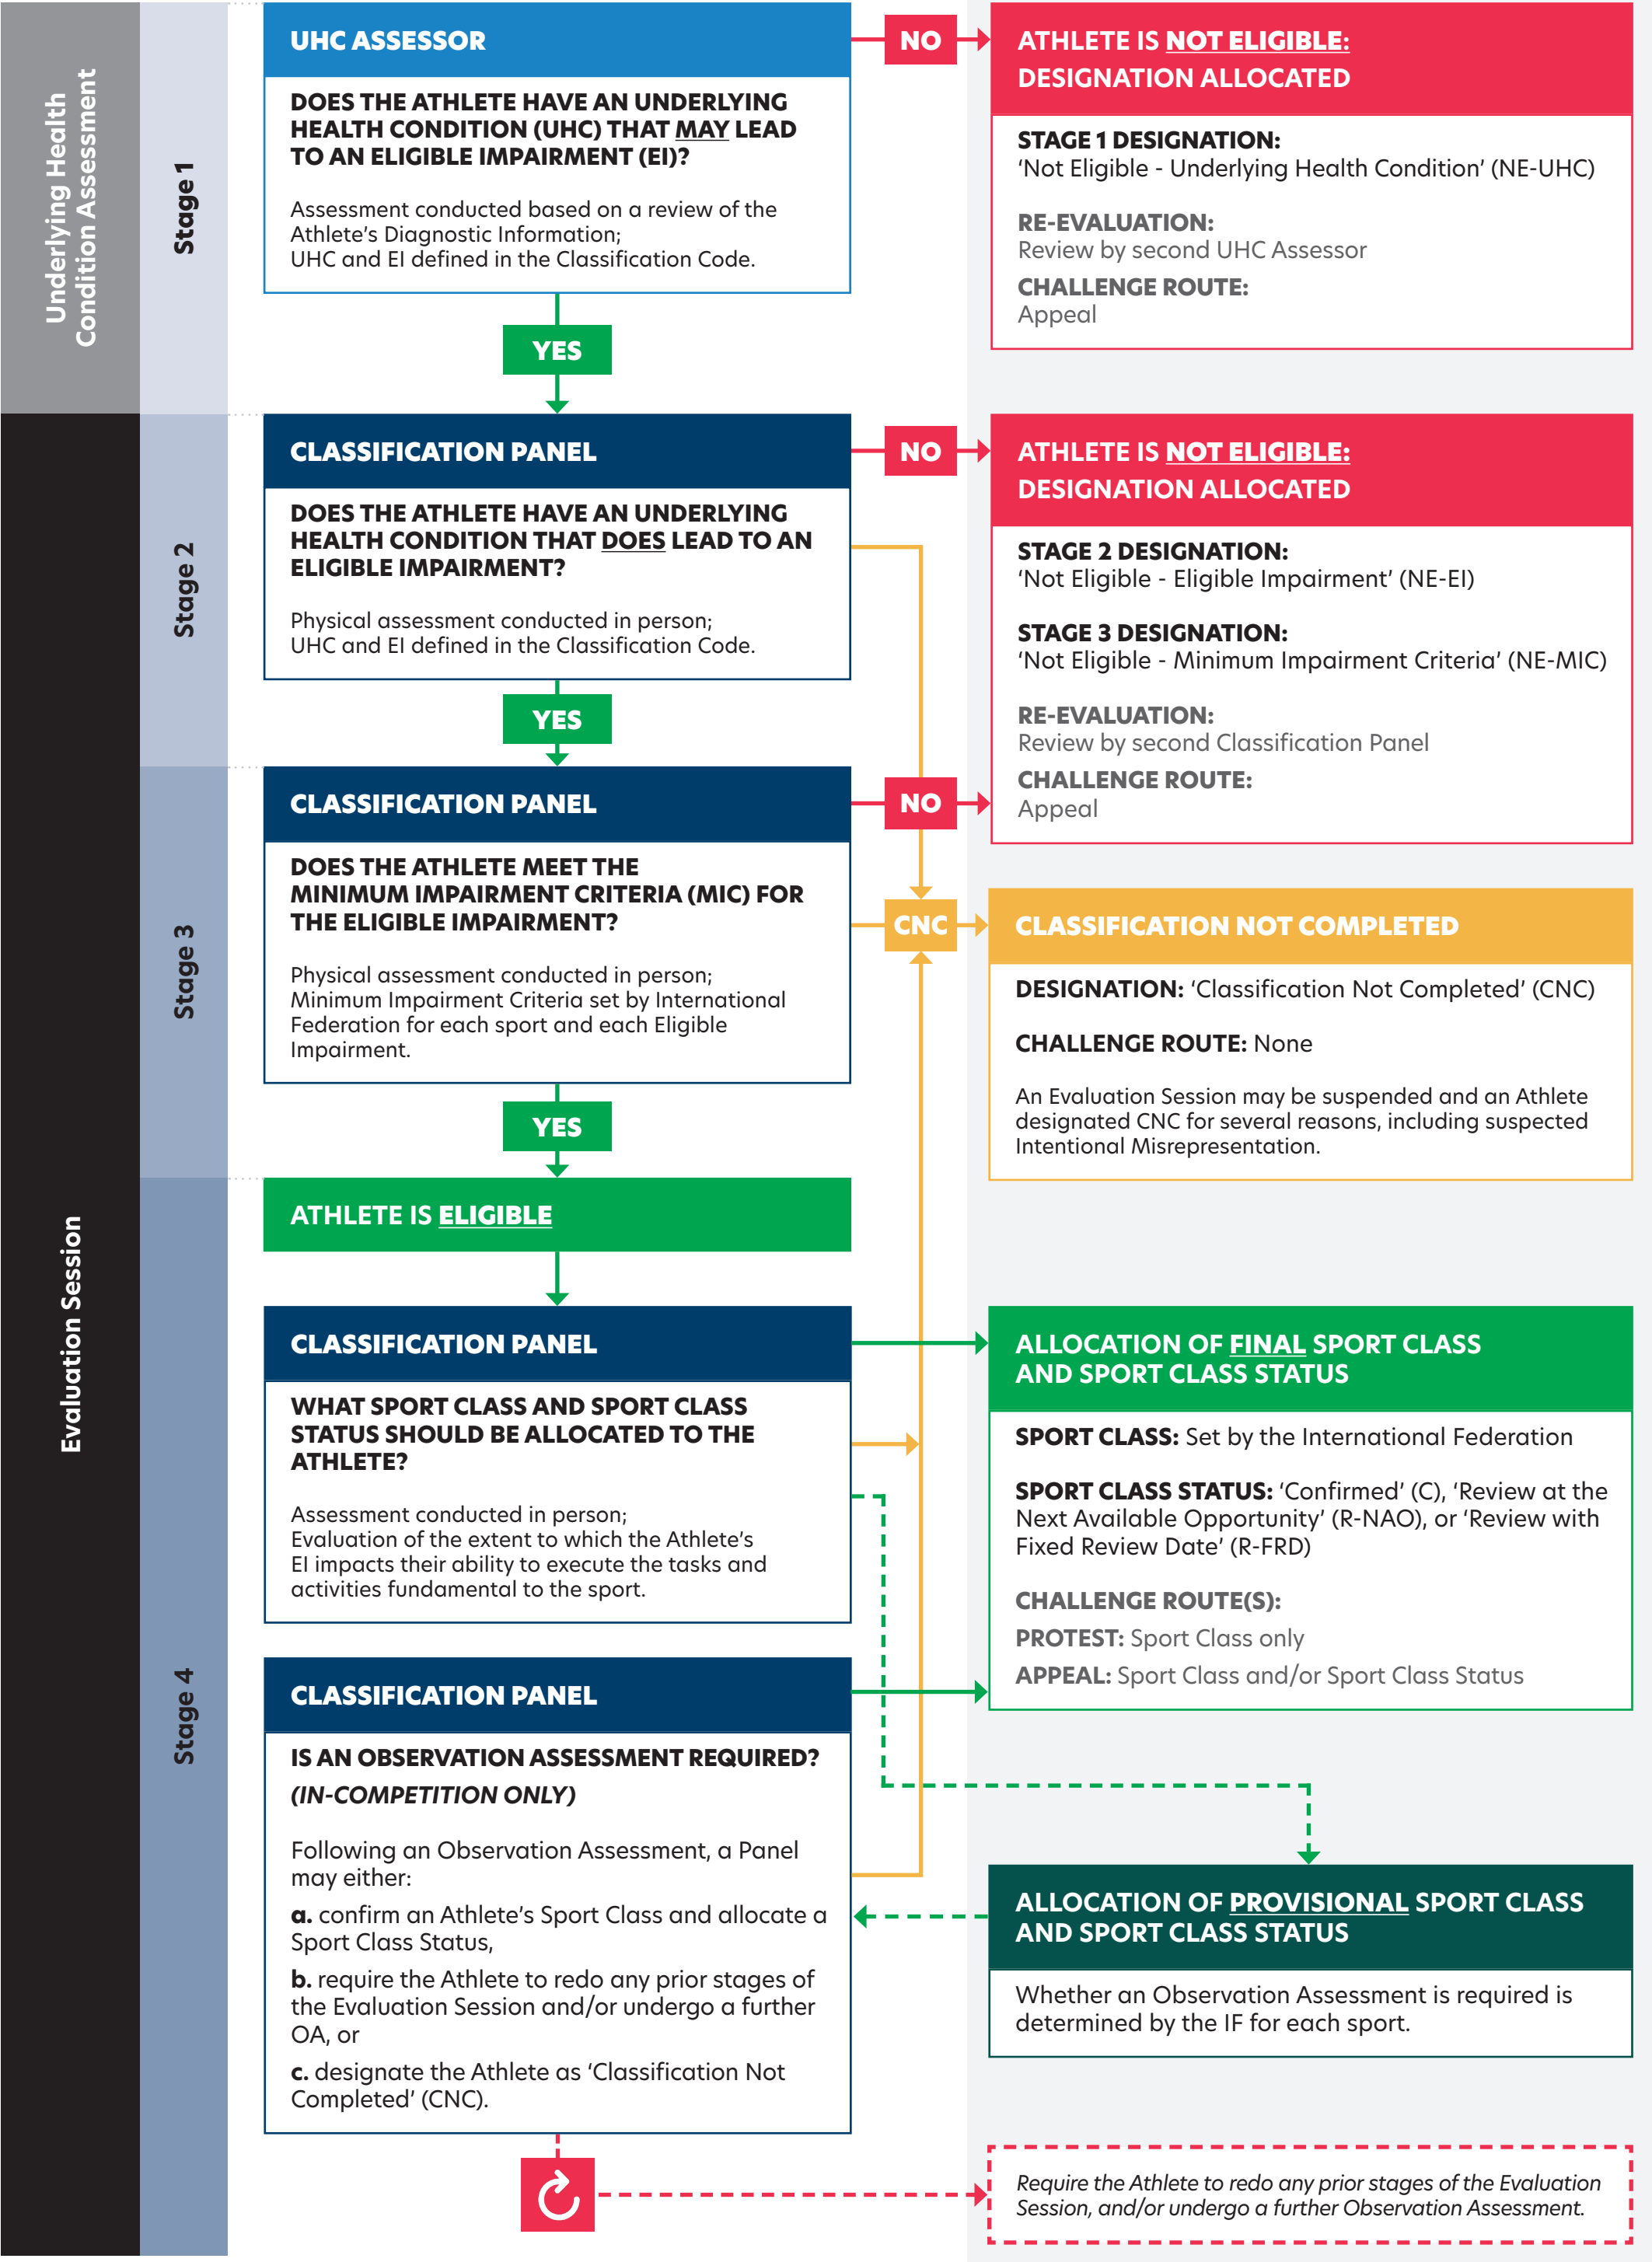 Underlying Health
Condition Assessment
Stage 1
UHC ASSESSOR
DOES THE ATHLETE HAVE AN UNDERLYING
HEALTH CONDITION (UHC) THAT MAY LEAD
TO AN ELIGIBLE IMPAIRMENT (EI)?
Assessment conducted based on a review of the
Athlete’s Diagnostic Information;
UHC and EI defined in the Classification Code.
NO
ATHLETE IS NOT ELIGIBLE:
DESIGNATION ALLOCATED
STAGE 1 DESIGNATION:
‘Not Eligible - Underlying Health Condition’ (NE-UHC)
RE-EVALUATION:
Review by second UHC Assessor
CHALLENGE ROUTE:
Appeal
YES
Evaluation Session
Stage 2
CLASSIFICATION PANEL
DOES THE ATHLETE HAVE AN UNDERLYING
HEALTH CONDITION THAT DOES LEAD TO AN
ELIGIBLE IMPAIRMENT?
Physical assessment conducted in person;
UHC and EI defined in the Classification Code.
NO
ATHLETE IS NOT ELIGIBLE:
DESIGNATION ALLOCATED
STAGE 2 DESIGNATION:
‘Not Eligible - Eligible Impairment’ (NE-EI)
STAGE 3 DESIGNATION:
‘Not Eligible - Minimum Impairment Criteria’ (NE-MIC)
RE-EVALUATION:
Review by second Classification Panel
CHALLENGE ROUTE:
Appeal
YES
Stage 3
CLASSIFICATION PANEL
DOES THE ATHLETE MEET THE
MINIMUM IMPAIRMENT CRITERIA (MIC) FOR
THE ELIGIBLE IMPAIRMENT?
Physical assessment conducted in person;
Minimum Impairment Criteria set by International
Federation for each sport and each Eligible
Impairment.
NO
CNC
CLASSIFICATION NOT COMPLETED
DESIGNATION: ‘Classification Not Completed’ (CNC)
CHALLENGE ROUTE: None
An Evaluation Session may be suspended and an Athlete
designated CNC for several reasons, including suspected
Intentional Misrepresentation.
YES
Stage 4
ATHLETE IS ELIGIBLE
CLASSIFICATION PANEL
WHAT SPORT CLASS AND SPORT CLASS
STATUS SHOULD BE ALLOCATED TO THE
ATHLETE?
Assessment conducted in person;
Evaluation of the extent to which the Athlete’s
EI impacts their ability to execute the tasks and
activities fundamental to the sport.
ALLOCATION OF FINAL SPORT CLASS
AND SPORT CLASS STATUS
SPORT CLASS: Set by the International Federation
SPORT CLASS STATUS: ‘Confirmed’ (C), ‘Review at the
Next Available Opportunity’ (R-NAO), or ‘Review with
Fixed Review Date’ (R-FRD)
CHALLENGE ROUTE(S):
PROTEST: Sport Class only
APPEAL: Sport Class and/or Sport Class Status
CLASSIFICATION PANEL
IS AN OBSERVATION ASSESSMENT REQUIRED?
(IN-COMPETITION ONLY)
Following an Observation Assessment, a Panel
may either:
a. confirm an Athlete’s Sport Class and allocate a
Sport Class Status,
b. require the Athlete to redo any prior stages of
the Evaluation Session and/or undergo a further
OA, or
c. designate the Athlete as ‘Classification Not
Completed’ (CNC).
ALLOCATION OF PROVISIONAL SPORT CLASS
AND SPORT CLASS STATUS
Whether an Observation Assessment is required is
determined by the IF for each sport.
Require the Athlete to redo any prior stages of the Evaluation
Session, and/or undergo a further Observation Assessment.